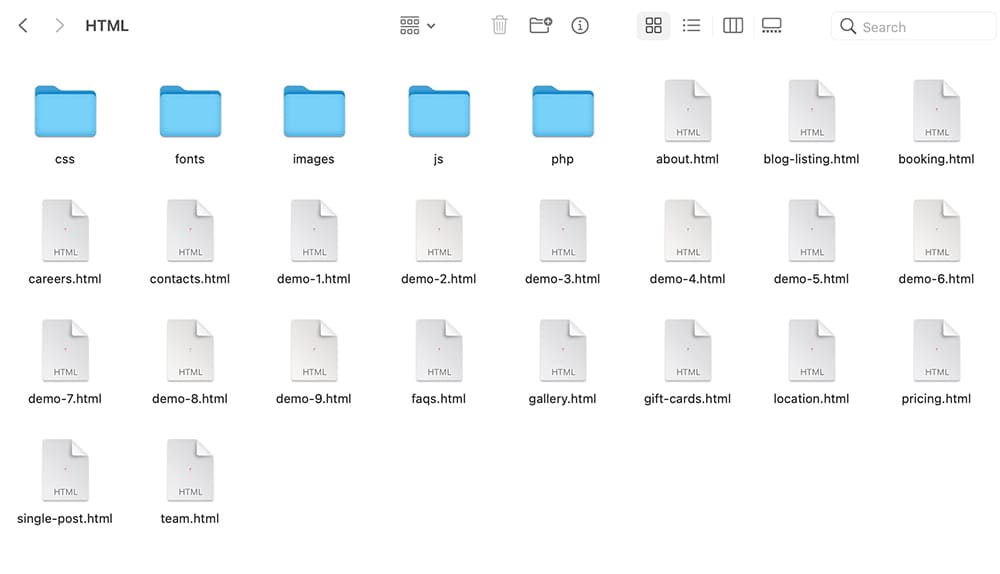 HTML
Search
css fonts images js php about.html blog-listing.html booking.html
HTML HTML HTML
careers.html contacts.html demo-1.html demo-2.html demo-3.html demo-4.html demo-5.html demo-6.html
HTML HTML HTML HTML HTML HTML HTML HTML
demo-7.html demo-8.html demo-9.html faqs.html gallery.html gift-cards.html location.html pricing.html
HTML HTML HTML HTML HTML HTML HTML HTML
single-post.html team.html
HTML HTML